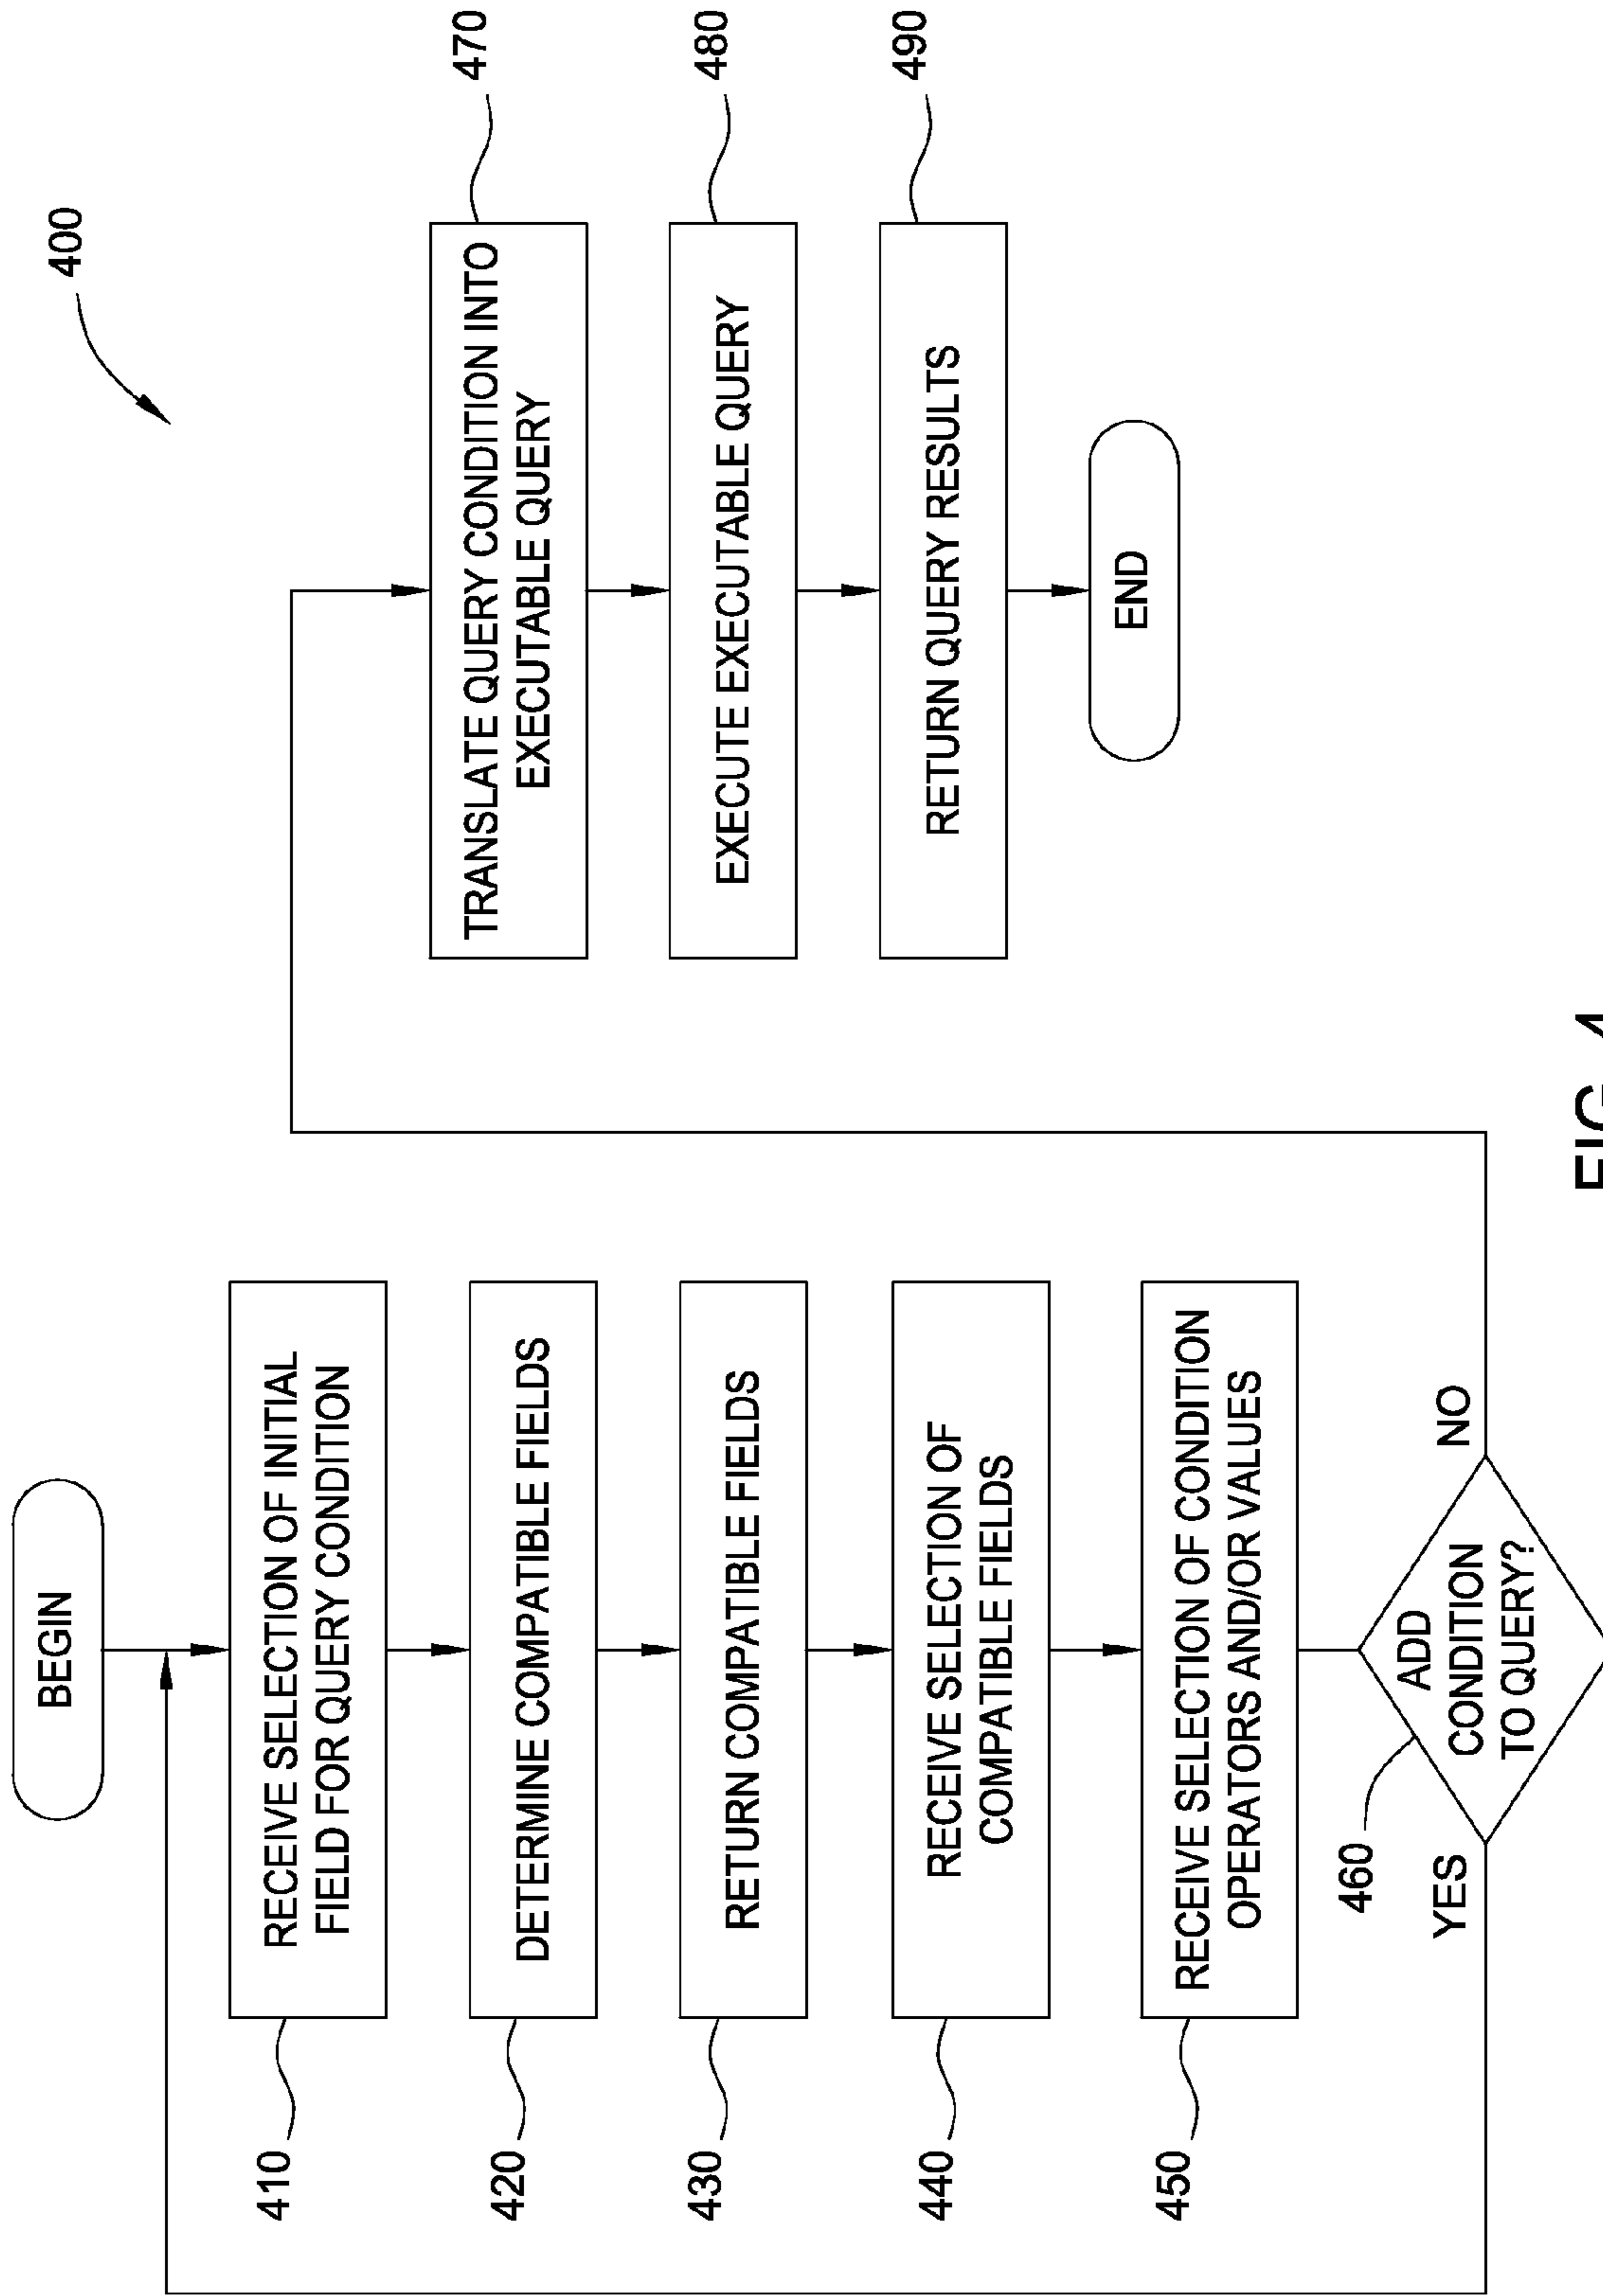 400
BEGIN
410
RECEIVE SELECTION OF INITIAL
FIELD FOR QUERY CONDITION
420
DETERMINE COMPATIBLE FIELDS
430
RETURN COMPATIBLE FIELDS
440
RECEIVE SELECTION OF
COMPATIBLE FIELDS
450
RECEIVE SELECTION OF CONDITION
OPERATORS AND/OR VALUES
460
ADD
CONDITION
TO QUERY?
YES
NO
TRANSLATE QUERY CONDITION INTO
EXECUTABLE QUERY
470
EXECUTE EXECUTABLE QUERY
480
RETURN QUERY RESULTS
490
END
FIG. 4